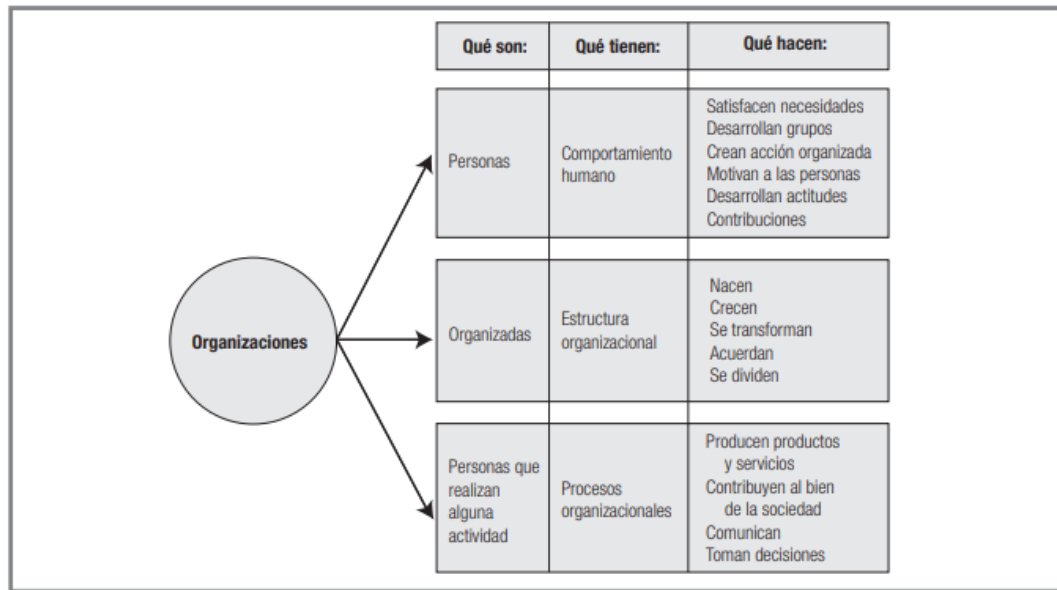 Qué son:
Qué tienen:
Qué hacen:
Personas
Comportamiento
humano
Satisfacen necesidades
Desarrollan grupos
Crean acción organizada
Motivan a las personas
Desarrollan actitudes
Contribuciones
Organizaciones
Organizadas
Estructura
organizacional
Nacen
Crecen
Se transforman
Acuerdan
Se dividen
Personas que
realizan
alguna
actividad
Procesos
organizacionales
Producen productos
y servicios
Contribuyen al bien
de la sociedad
Comunican
Toman decisiones